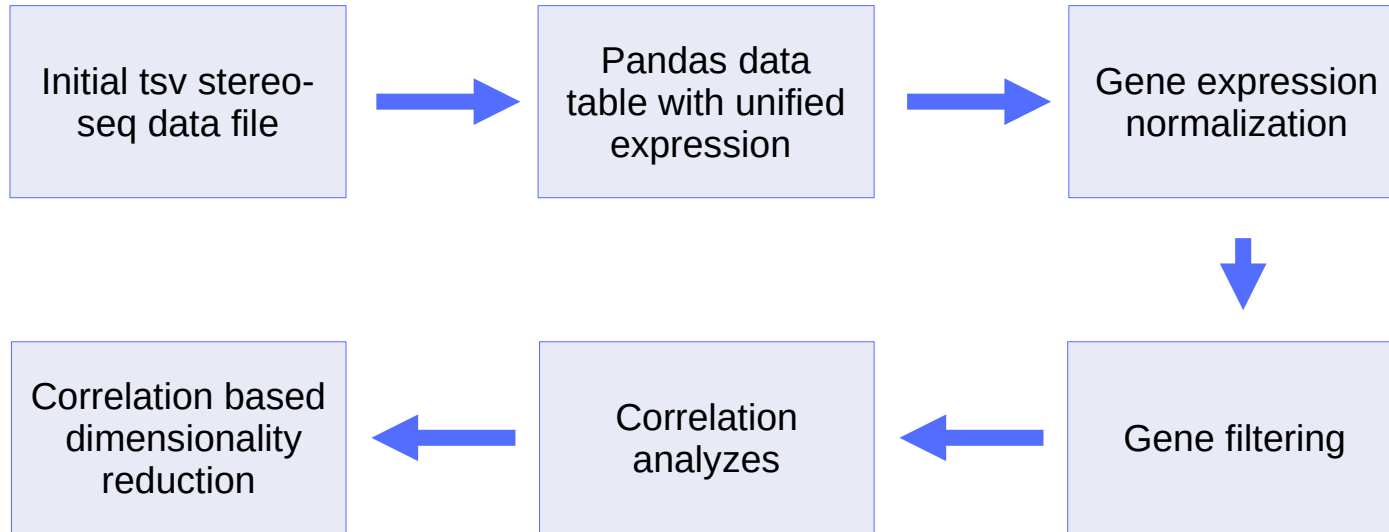 Initial tsv stereo-
seq data file
Pandas data
table with unified
expression
Gene expression
normalization
Gene filtering
Correlation
analyzes
Correlation based
dimensionality
reduction